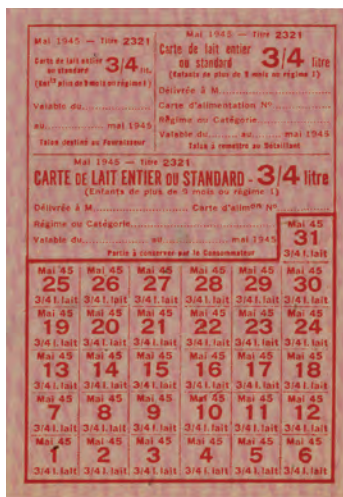 Mai 1945 — Titre 2321
Carte de lait entier
ou standard 3/4 lit.
(Enfts plus de 9 mois ou régime 1)
Valable du
au mai 1945
Talon destiné au Fournisseur
Mai 1945 — Titre 2321
Carte de lait entier
ou standard 3/4 litre
(Enfants de plus de 9 mois ou régime 1)
Délivrée à M
Carte d'alimentation No
Régime ou Catégorie
Valable du au mai 1945
Talon à remettre au Détaillant
Mai 1945 — Titre 2321
CARTE DE LAIT ENTIER OU STANDARD - 3/4 litre
(Enfants de plus de 9 mois ou régime 1)
Délivrée à M Carte d'alimon No
Régime ou Catégorie
Valable du au mai 1945
Partie à conserver par le Consommateur
Mai 45
31
3/4 l. lait
Mai 45 Mai 45 Mai 45 Mai 45 Mai 45 Mai 45
25 26 27 28 29 30
3/4 l. lait 3/4 l. lait 3/4 l. lait 3/4 l. lait 3/4 l. lait 3/4 l. lait
Mai 45 Mai 45 Mai 45 Mai 45 Mai 45 Mai 45
19 20 21 22 23 24
3/4 l. lait 3/4 l. lait 3/4 l. lait 3/4 l. lait 3/4 l. lait 3/4 l. lait
Mai 45 Mai 45 Mai 45 Mai 45 Mai 45 Mai 45
13 14 15 16 17 18
3/4 l. lait 3/4 l. lait 3/4 l. lait 3/4 l. lait 3/4 l. lait 3/4 l. lait
Mai 45 Mai 45 Mai 45 Mai 45 Mai 45 Mai 45
7 8 9 10 11 12
3/4 l. lait 3/4 l. lait 3/4 l. lait 3/4 l. lait 3/4 l. lait 3/4 l. lait
Mai 45 Mai 45 Mai 45 Mai 45 Mai 45 Mai 45
1 2 3 4 5 6
3/4 l. lait 3/4 l. lait 3/4 l. lait 3/4 l. lait 3/4 l. lait 3/4 l. lait